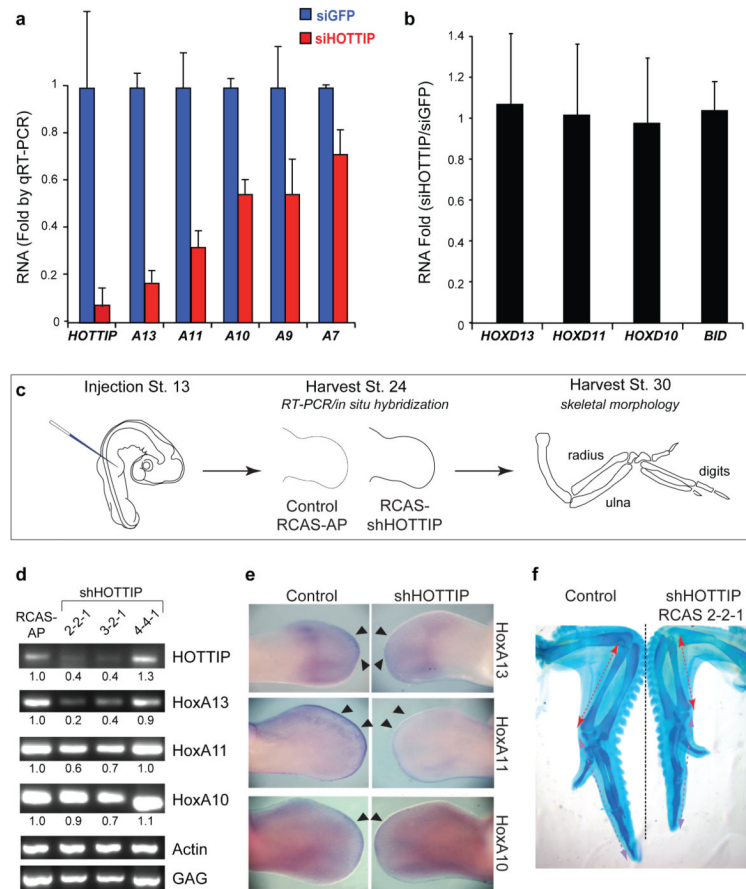 a
siGFP
siHOTTIP
RNA (Fold by qRT-PCR)
1
0.8
0.6
0.4
0.2
0
HOTTIP A13 A11 A10 A9 A7
b
RNA Fold (siHOTTIP/siGFP)
1.4
1.2
1
0.8
0.6
0.4
0.2
0
HOXD13 HOXD11 HOXD10 BID
c
Injection St. 13
Harvest St. 24
RT-PCR/in situ hybridization
Harvest St. 30
skeletal morphology
Control
RCAS-AP
RCAS-
shHOTTIP
radius
ulna
digits
d
shHOTTIP
RCAS-
AP
2-2-1
3-2-1
4-4-1
HOTTIP
1.0 0.4 0.4 1.3
HoxA13
1.0 0.2 0.4 0.9
HoxA11
1.0 0.6 0.7 1.0
HoxA10
1.0 0.9 0.7 1.1
Actin
GAG
e
Control shHOTTIP
HoxA13
HoxA11
HoxA10
f
Control
shHOTTIP
RCAS 2-2-1